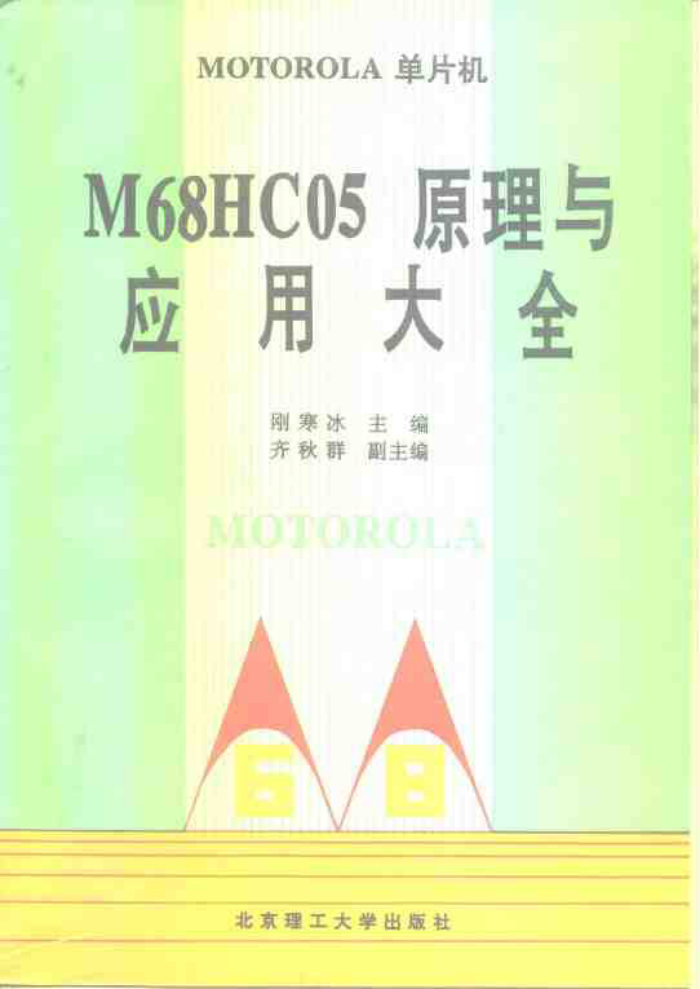 MOTOROLA 单片机
M68HC05 原理与
应用大全
刚寒冰 主编
齐秋群 副主编
MOTOROLA
68
北京理工大学出版社